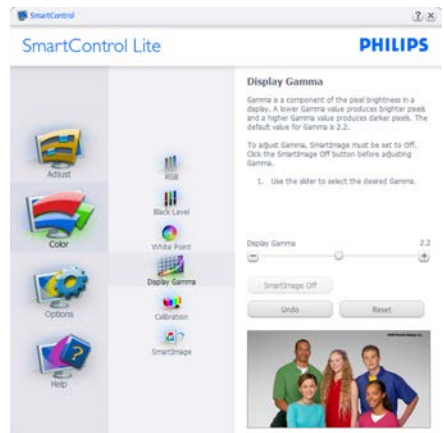 SmartControl
SmartControl Lite
PHILIPS
Adjust
Color
Options
Help
RGB
Black Level
White Point
Display Gamma
Calibration
SmartImage
Display Gamma
Gamma is a component of the pixel brightness in a
display. A lower Gamma value produces brighter pixels
and a higher Gamma value produces darker pixels. The
default value for Gamma is 2.2.
To adjust Gamma, SmartImage must be set to Off.
Click the SmartImage Off button before adjusting
Gamma.
1. Use the slider to select the desired Gamma.
Display Gamma 2.2
SmartImage Off
Undo Reset